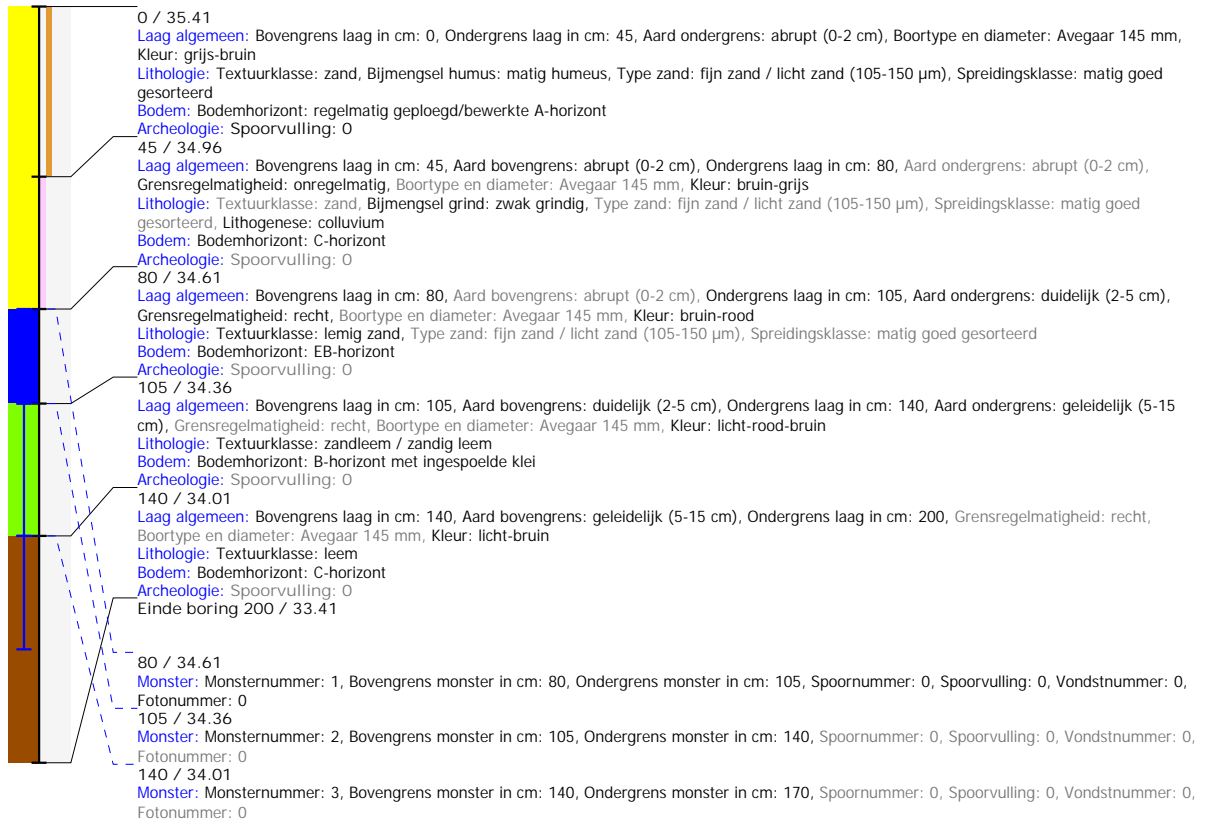 0 / 35.41
Laag algemeen: Bovengrens laag in cm: 0, Ondergrens laag in cm: 45, Aard ondergrens: abrupt (0-2 cm), Boortype en diameter: Avegaar 145 mm,
Kleur: grijs-bruin
Lithologie: Textuurklasse: zand, Bijmengsel humus: matig humeus, Type zand: fijn zand / licht zand (105-150 µm), Spreidingsklasse: matig goed
gesorteerd
Bodem: Bodemhorizont: regelmatig geploegd/bewerkte A-horizont
Archeologie: Spoorvulling: 0
45 / 34.96
Laag algemeen: Bovengrens laag in cm: 45, Aard bovengrens: abrupt (0-2 cm), Ondergrens laag in cm: 80, Aard ondergrens: abrupt (0-2 cm),
Grensregelmatigheid: onregelmatig, Boortype en diameter: Avegaar 145 mm, Kleur: bruin-grijs
Lithologie: Textuurklasse: zand, Bijmengsel grind: zwak grindig, Type zand: fijn zand / licht zand (105-150 µm), Spreidingsklasse: matig goed
gesorteerd, Lithogenese: colluvium
Bodem: Bodemhorizont: C-horizont
Archeologie: Spoorvulling: 0
80 / 34.61
Laag algemeen: Bovengrens laag in cm: 80, Aard bovengrens: abrupt (0-2 cm), Ondergrens laag in cm: 105, Aard ondergrens: duidelijk (2-5 cm),
Grensregelmatigheid: recht, Boortype en diameter: Avegaar 145 mm, Kleur: bruin-rood
Lithologie: Textuurklasse: lemig zand, Type zand: fijn zand / licht zand (105-150 µm), Spreidingsklasse: matig goed gesorteerd
Bodem: Bodemhorizont: EB-horizont
Archeologie: Spoorvulling: 0
105 / 34.36
Laag algemeen: Bovengrens laag in cm: 105, Aard bovengrens: duidelijk (2-5 cm), Ondergrens laag in cm: 140, Aard ondergrens: geleidelijk (5-15
cm), Grensregelmatigheid: recht, Boortype en diameter: Avegaar 145 mm, Kleur: licht-rood-bruin
Lithologie: Textuurklasse: zandleem / zandig leem
Bodem: Bodemhorizont: B-horizont met ingespoelde klei
Archeologie: Spoorvulling: 0
140 / 34.01
Laag algemeen: Bovengrens laag in cm: 140, Aard bovengrens: geleidelijk (5-15 cm), Ondergrens laag in cm: 200, Grensregelmatigheid: recht,
Boortype en diameter: Avegaar 145 mm, Kleur: licht-bruin
Lithologie: Textuurklasse: leem
Bodem: Bodemhorizont: C-horizont
Archeologie: Spoorvulling: 0
Einde boring 200 / 33.41
80 / 34.61
Monster: Monsternummer: 1, Bovengrens monster in cm: 80, Ondergrens monster in cm: 105, Spoornummer: 0, Spoorvulling: 0, Vondstnummer: 0,
Fotonummer: 0
105 / 34.36
Monster: Monsternummer: 2, Bovengrens monster in cm: 105, Ondergrens monster in cm: 140, Spoornummer: 0, Spoorvulling: 0, Vondstnummer: 0,
Fotonummer: 0
140 / 34.01
Monster: Monsternummer: 3, Bovengrens monster in cm: 140, Ondergrens monster in cm: 170, Spoornummer: 0, Spoorvulling: 0, Vondstnummer: 0,
Fotonummer: 0